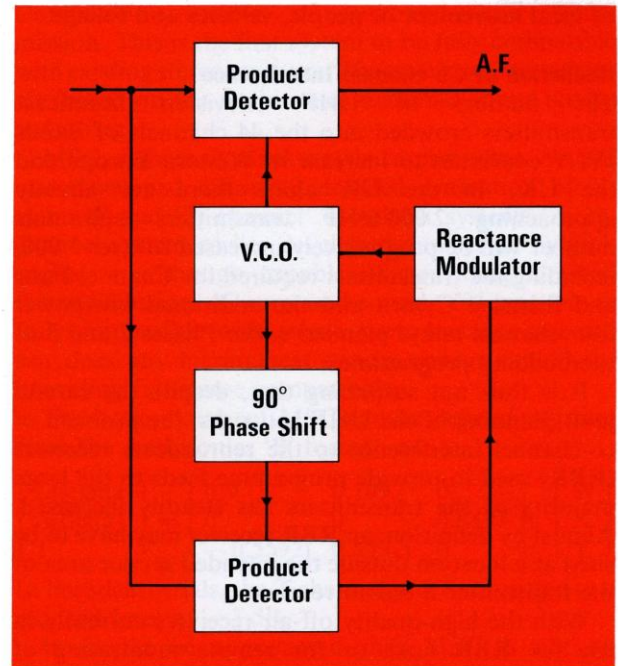 Product
Detector
A.F.
V.C.O.
Reactance
Modulator
90°
Phase Shift
Product
Detector